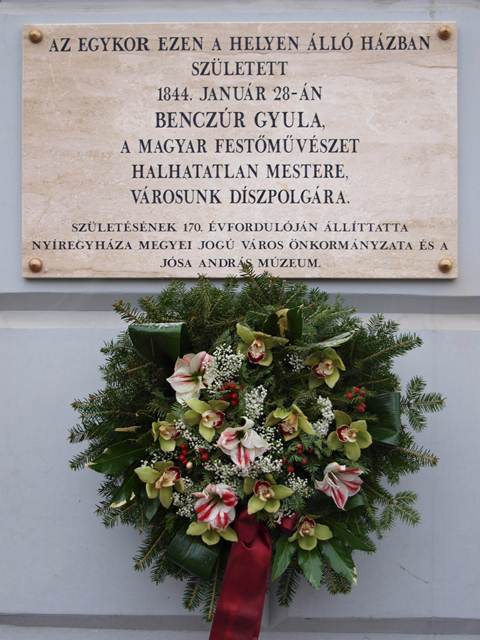 AZ EGYKOR EZEN A HELYEN ÁLLÓ HÁZBAN
SZÜLETETT
1844. JANUÁR 28-ÁN
BENCZÚR GYULA,
A MAGYAR FESTŐMŰVÉSZET
HALHATATLAN MESTERE,
VÁROSUNK DÍSZPOLGÁRA.
SZÜLETÉSÉNEK 170. ÉVFORDULÓJÁN ÁLLÍTTATTA
NYÍREGYHÁZA MEGYEI JOGÚ VÁROS ÖNKORMÁNYZATA ÉS A
JÓSA ANDRÁS MÚZEUM.